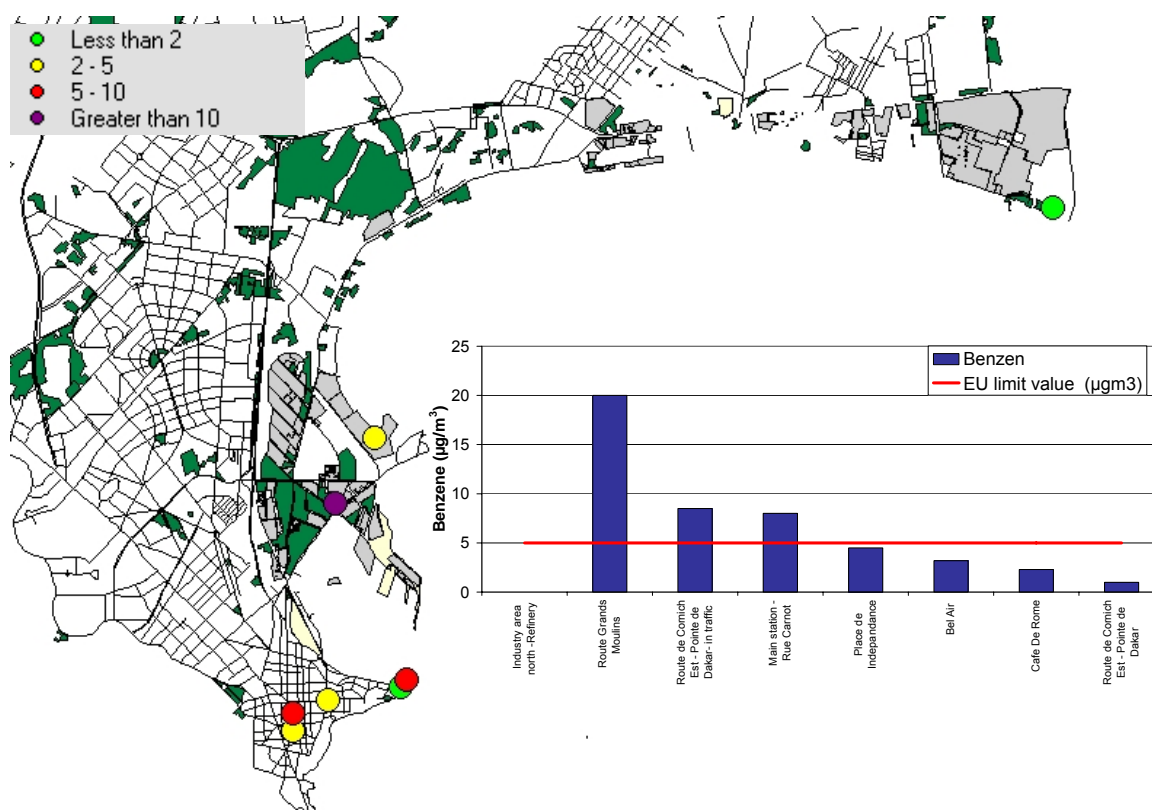 Less than 2
2 - 5
5 - 10
Greater than 10
25
20
15
10
5
0
Benzene (µg/m³)
Benzen
EU limit value (µgm3)
Industry area
north -Refinery
Route Grands
Moulins
Route de Cornich
Est - Pointe de
Dakar- in traffic
Main station -
Rue Carnot
Place de
Independance
Bel Air
Cafe De Rome
Route de Cornich
Est - Pointe de
Dakar